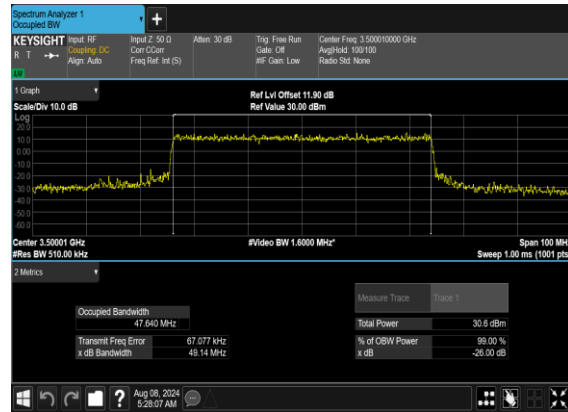 Spectrum Analyzer 1
Occupied BW
+
KEYSIGHT
R T
LXI
Input: RF
Coupling: DC
Align: Auto
Input Z: 50 Ω
Corr CCorr
Freq Ref: Int (S)
Atten: 30 dB
Trig: Free Run
Gate: Off
#IF Gain: Low
Center Freq: 3.500010000 GHz
Avg|Hold: 100/100
Radio Std: None
1 Graph
Scale/Div 10.0 dB
Ref Lvl Offset 11.90 dB
Ref Value 30.00 dBm
Log
20.0
10.0
0.00
-10.0
-20.0
-30.0
-40.0
-50.0
-60.0
Center 3.50001 GHz
#Res BW 510.00 kHz
#Video BW 1.6000 MHz*
Span 100 MH
Sweep 1.00 ms (1001 pts
2 Metrics
Measure Trace Trace 1
Occupied Bandwidth
47.640 MHz
Total Power 30.6 dBm
Transmit Freq Error 67.077 kHz
% of OBW Power 99.00 %
x dB Bandwidth 49.14 MHz
x dB -26.00 dB
?
Aug 08, 2024
5:28:07 AM